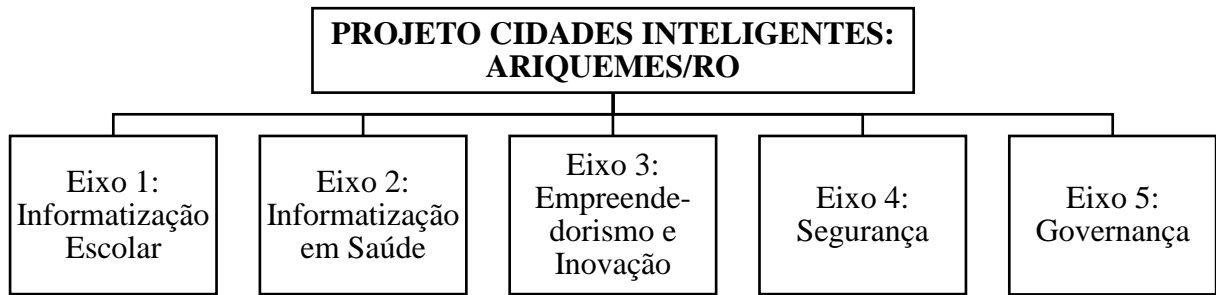 PROJETO CIDADES INTELIGENTES:
ARIQUEMES/RO
Eixo 1:
Informatização
Escolar
Eixo 2:
Informatização
em Saúde
Eixo 3:
Empreende-
dorismo e
Inovação
Eixo 4:
Segurança
Eixo 5:
Governança